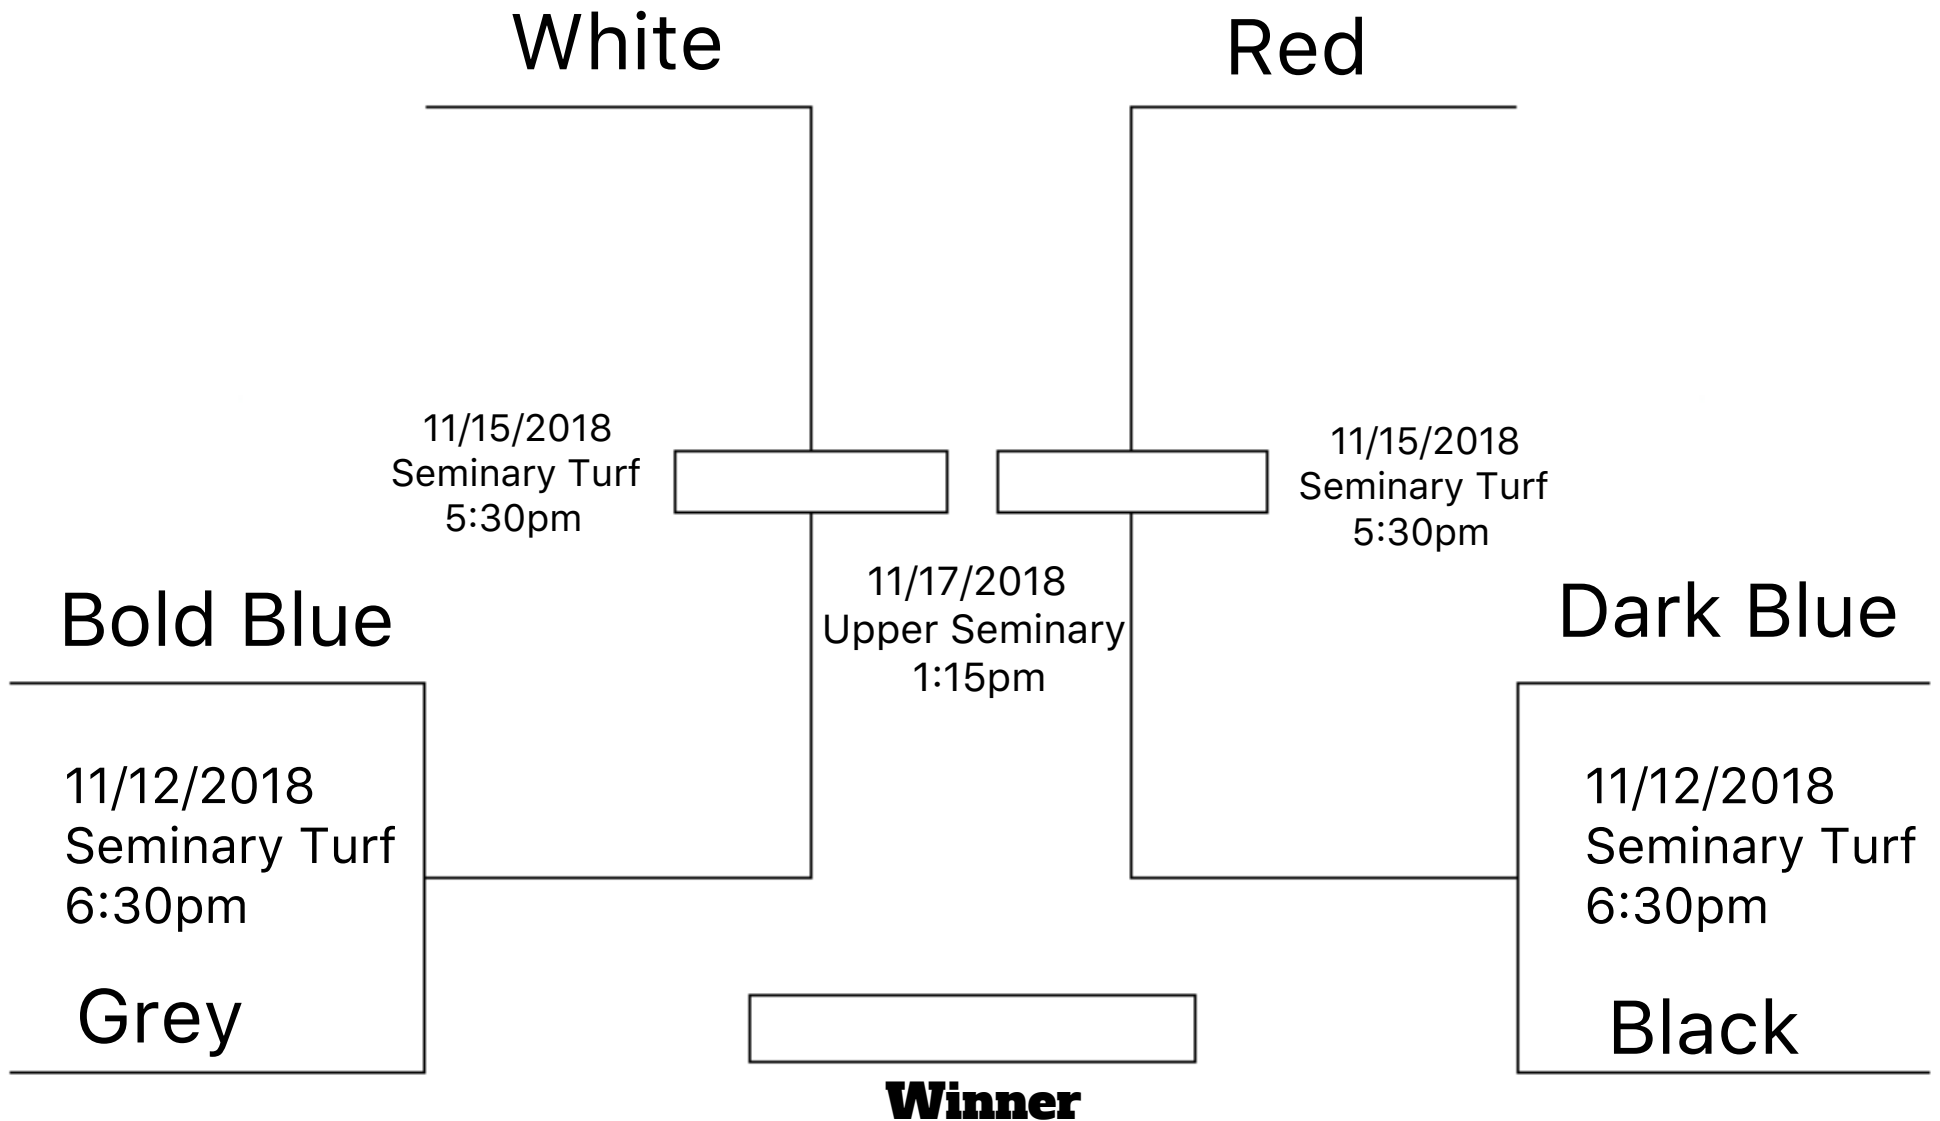 White
Red
11/15/2018
Seminary Turf
5:30pm
11/15/2018
Seminary Turf
5:30pm
11/17/2018
Upper Seminary
1:15pm
Bold Blue
Dark Blue
11/12/2018
Seminary Turf
6:30pm
11/12/2018
Seminary Turf
6:30pm
Grey
Black
Winner